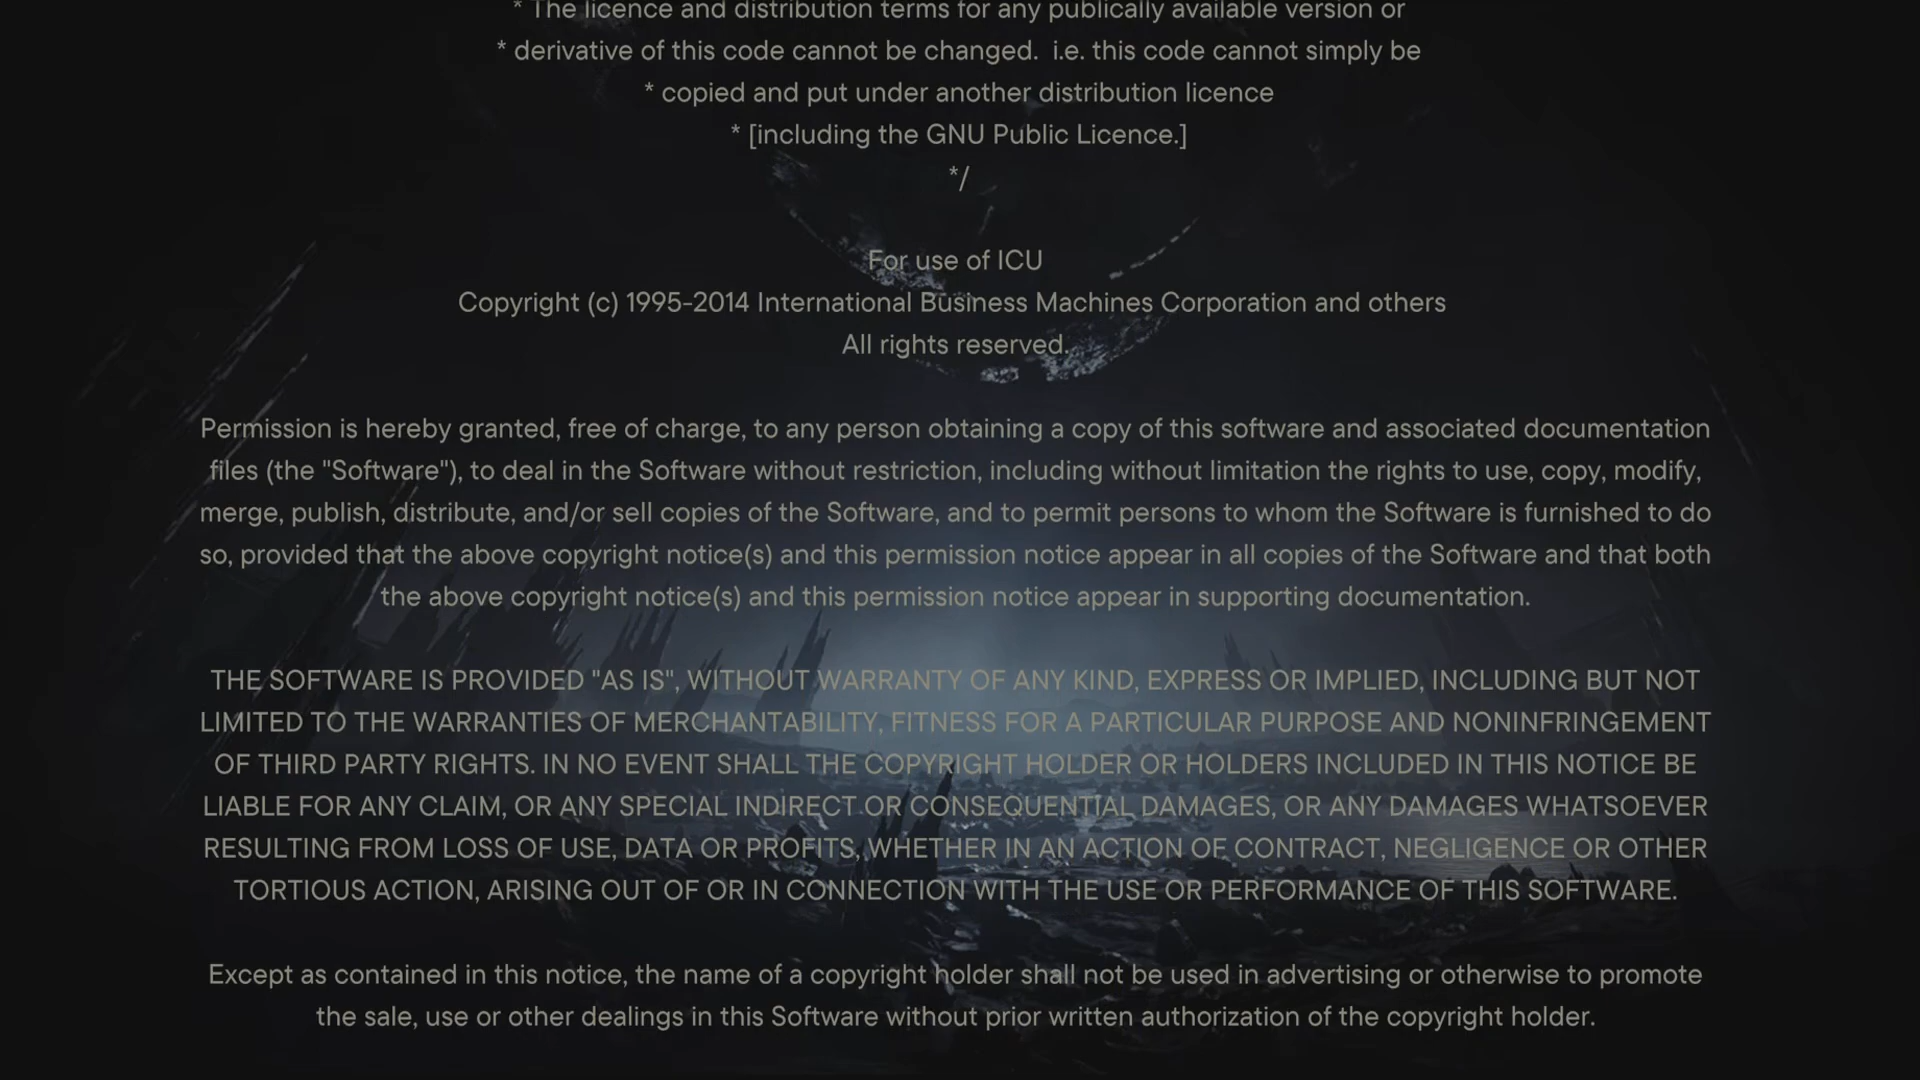 * The licence and distribution terms for any publically available version or
* derivative of this code cannot be changed.  i.e. this code cannot simply be
* copied and put under another distribution licence
* [including the GNU Public Licence.]
*/
For use of ICU
Copyright (c) 1995-2014 International Business Machines Corporation and others
All rights reserved.
Permission is hereby granted, free of charge, to any person obtaining a copy of this software and associated documentation
files (the "Software"), to deal in the Software without restriction, including without limitation the rights to use, copy, modify,
merge, publish, distribute, and/or sell copies of the Software, and to permit persons to whom the Software is furnished to do
so, provided that the above copyright notice(s) and this permission notice appear in all copies of the Software and that both
the above copyright notice(s) and this permission notice appear in supporting documentation.
THE SOFTWARE IS PROVIDED "AS IS", WITHOUT WARRANTY OF ANY KIND, EXPRESS OR IMPLIED, INCLUDING BUT NOT
LIMITED TO THE WARRANTIES OF MERCHANTABILITY, FITNESS FOR A PARTICULAR PURPOSE AND NONINFRINGEMENT
OF THIRD PARTY RIGHTS. IN NO EVENT SHALL THE COPYRIGHT HOLDER OR HOLDERS INCLUDED IN THIS NOTICE BE
LIABLE FOR ANY CLAIM, OR ANY SPECIAL INDIRECT OR CONSEQUENTIAL DAMAGES, OR ANY DAMAGES WHATSOEVER
RESULTING FROM LOSS OF USE, DATA OR PROFITS, WHETHER IN AN ACTION OF CONTRACT, NEGLIGENCE OR OTHER
TORTIOUS ACTION, ARISING OUT OF OR IN CONNECTION WITH THE USE OR PERFORMANCE OF THIS SOFTWARE.
Except as contained in this notice, the name of a copyright holder shall not be used in advertising or otherwise to promote
the sale, use or other dealings in this Software without prior written authorization of the copyright holder.